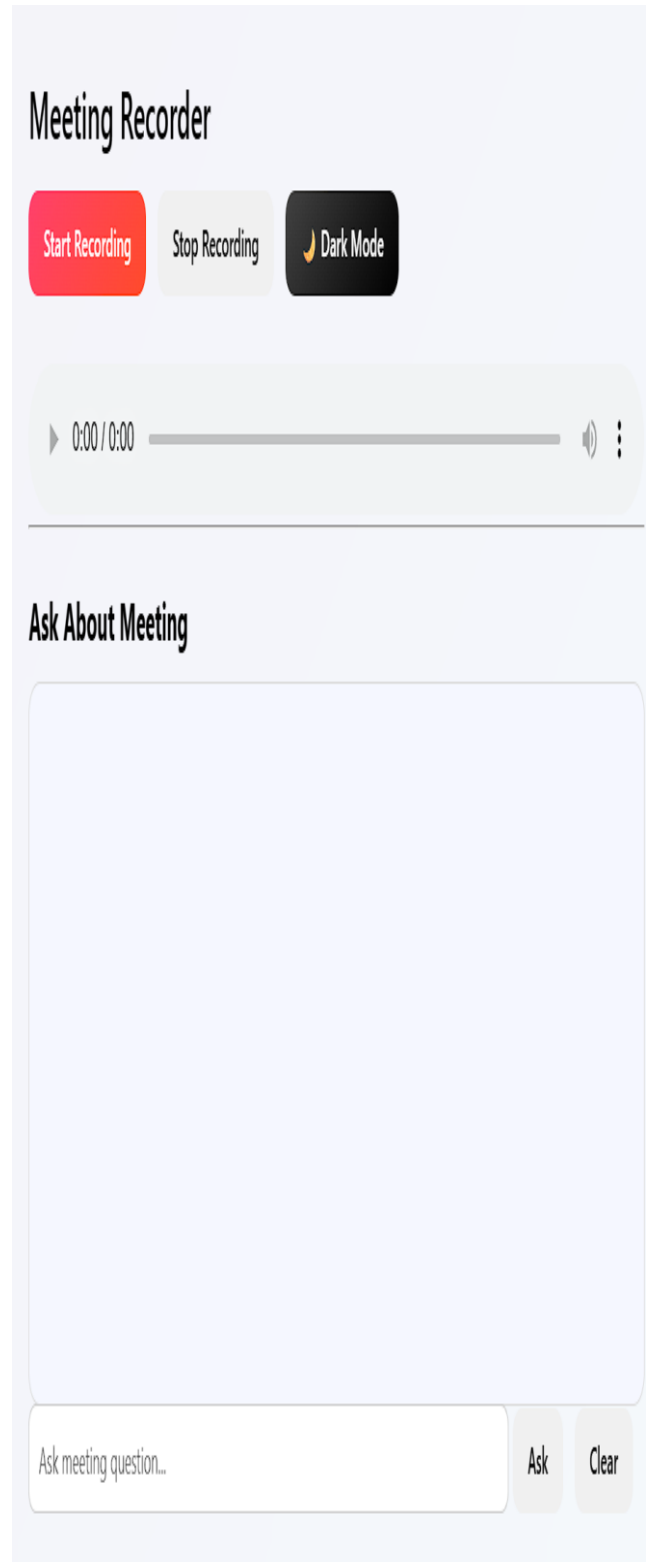 Meeting Recorder
Start Recording Stop Recording 🌙 Dark Mode
0:00 / 0:00
Ask About Meeting
Ask meeting question... Ask Clear